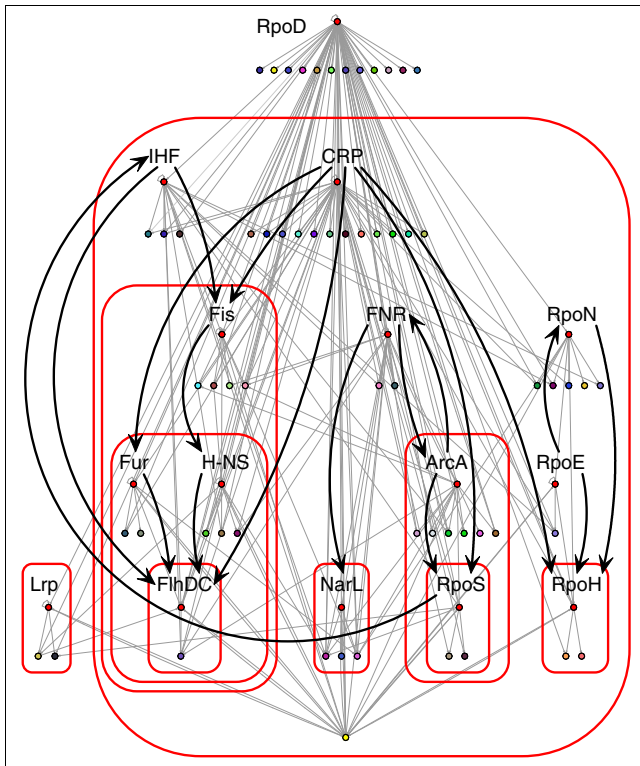 RpoD
IHF
CRP
Fis
FNR
RpoN
Fur
H-NS
ArcA
RpoE
Lrp
FlhDC
NarL
RpoS
RpoH